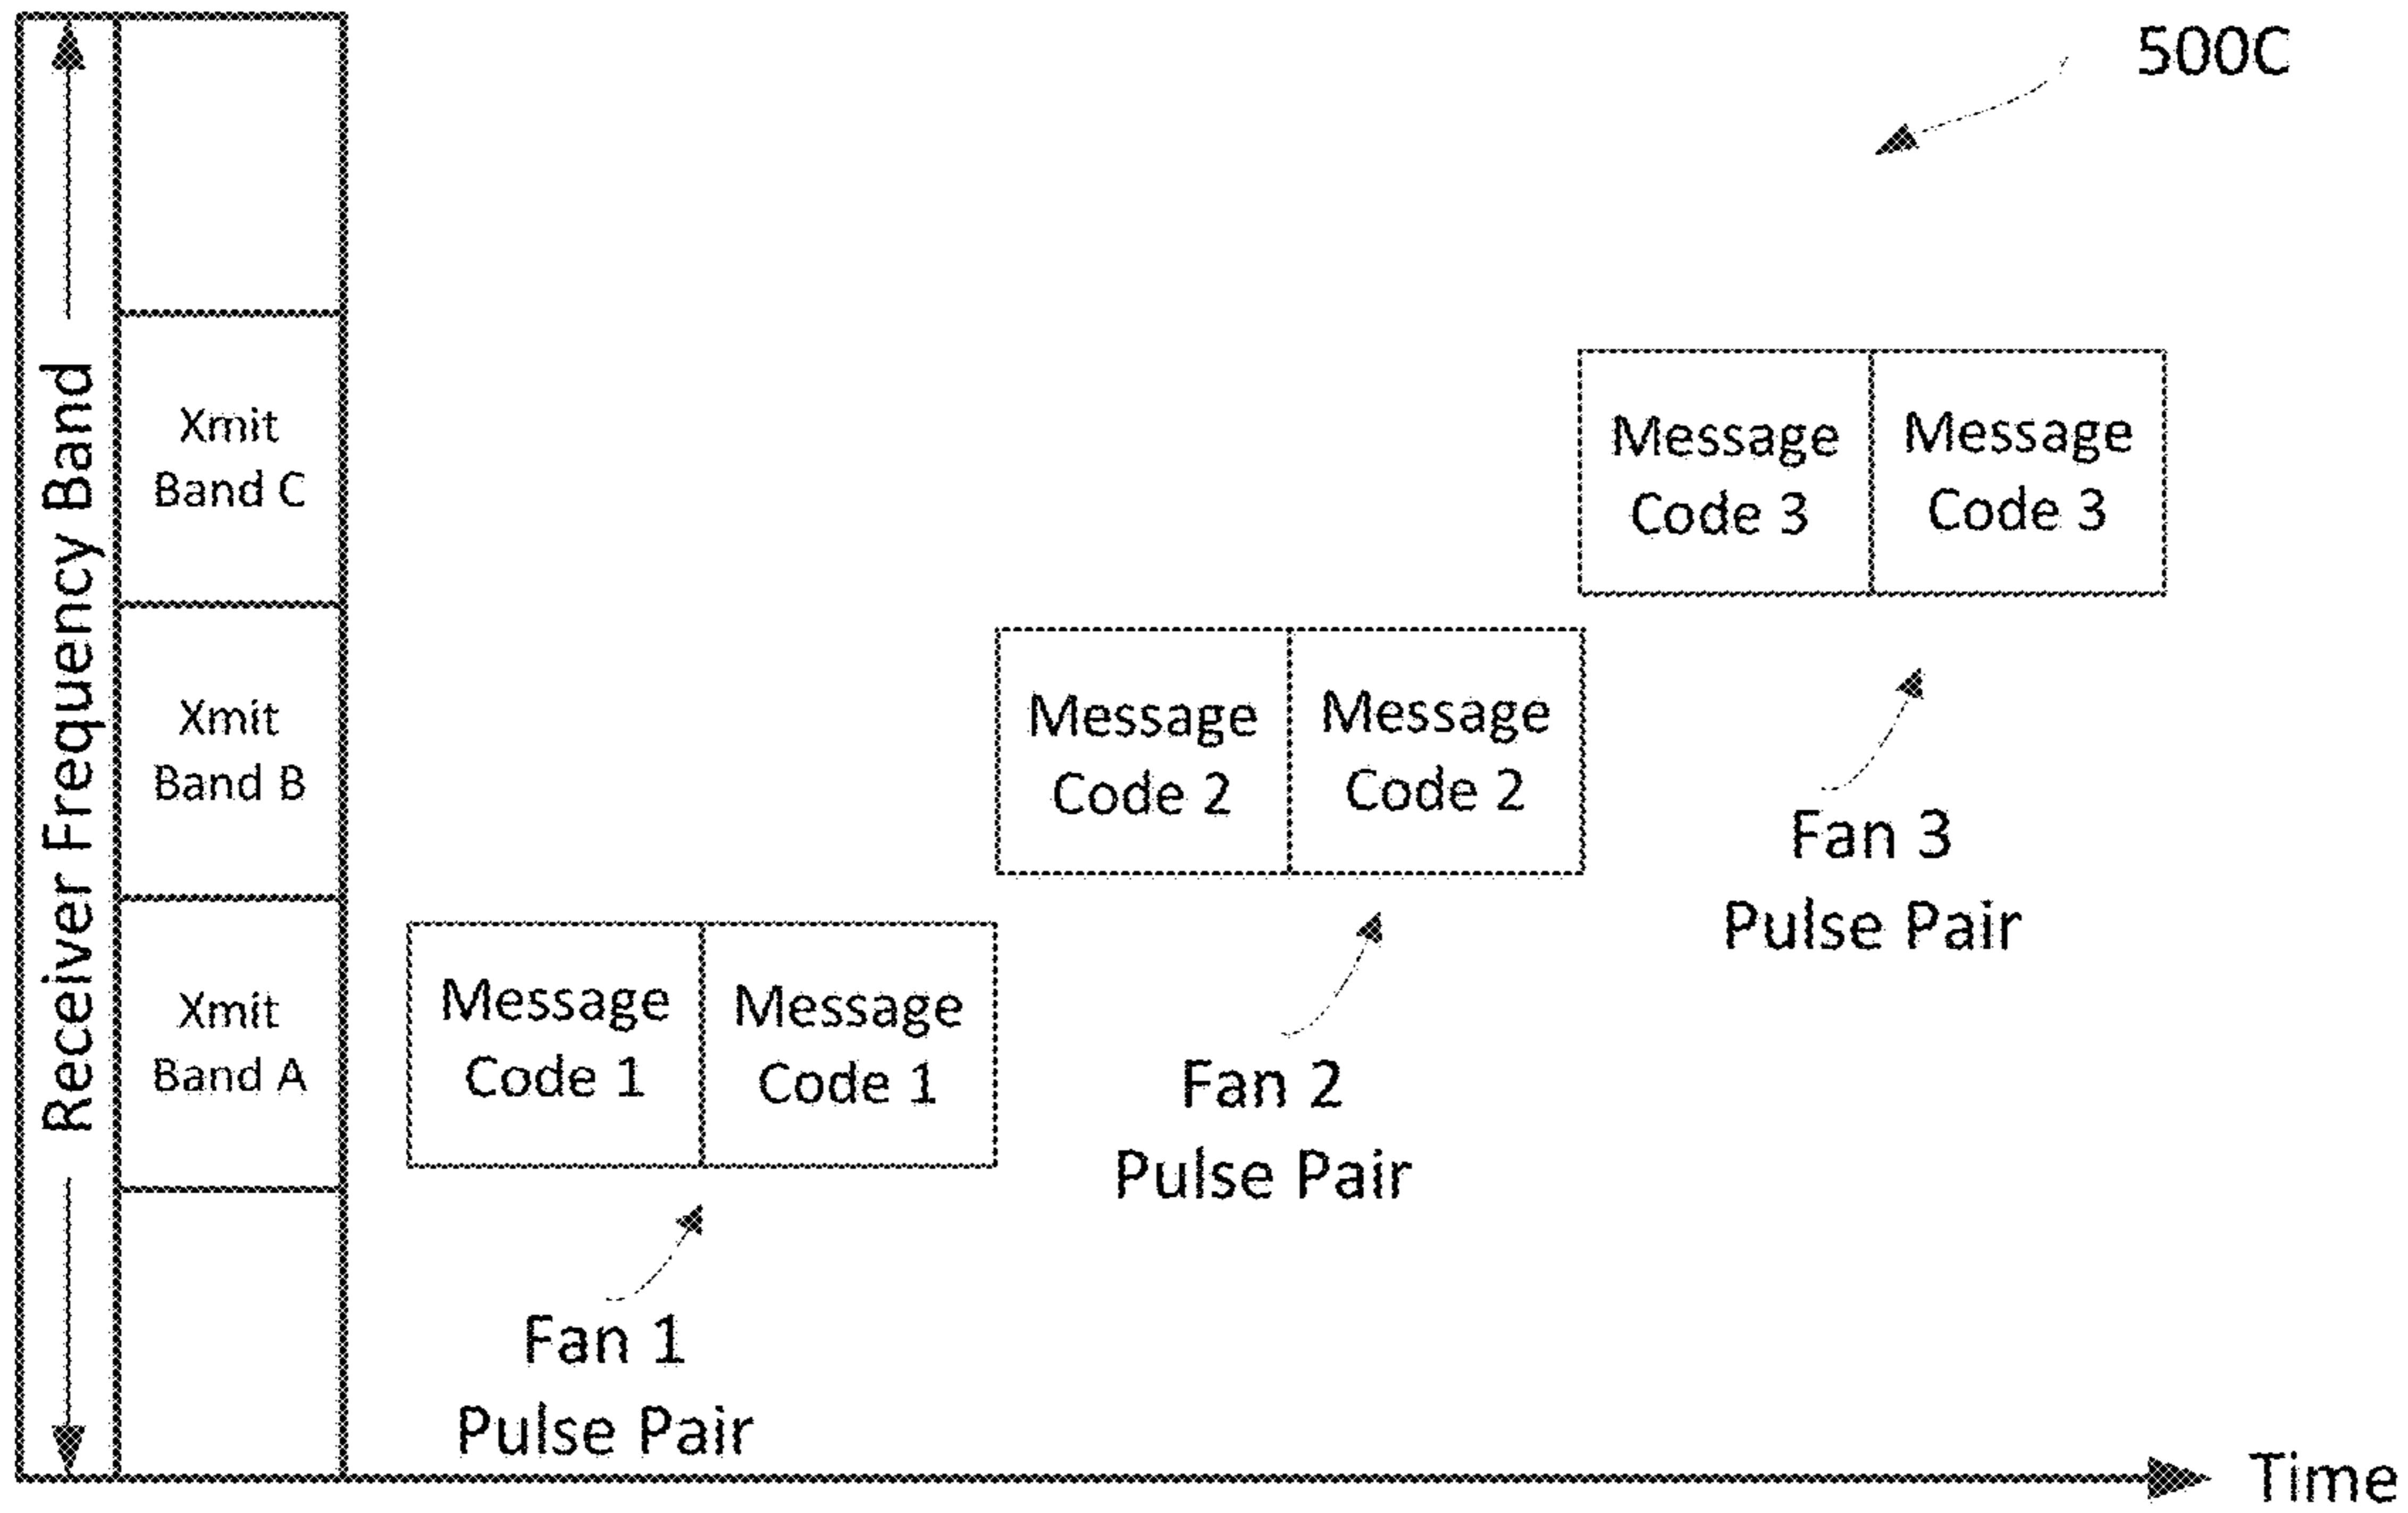 500C
Receiver Frequency Band
Xmit
Band C
Xmit
Band B
Xmit
Band A
Message
Code 3
Message
Code 3
Fan 3
Pulse Pair
Message
Code 2
Message
Code 2
Fan 2
Pulse Pair
Message
Code 1
Message
Code 1
Fan 1
Pulse Pair
Time